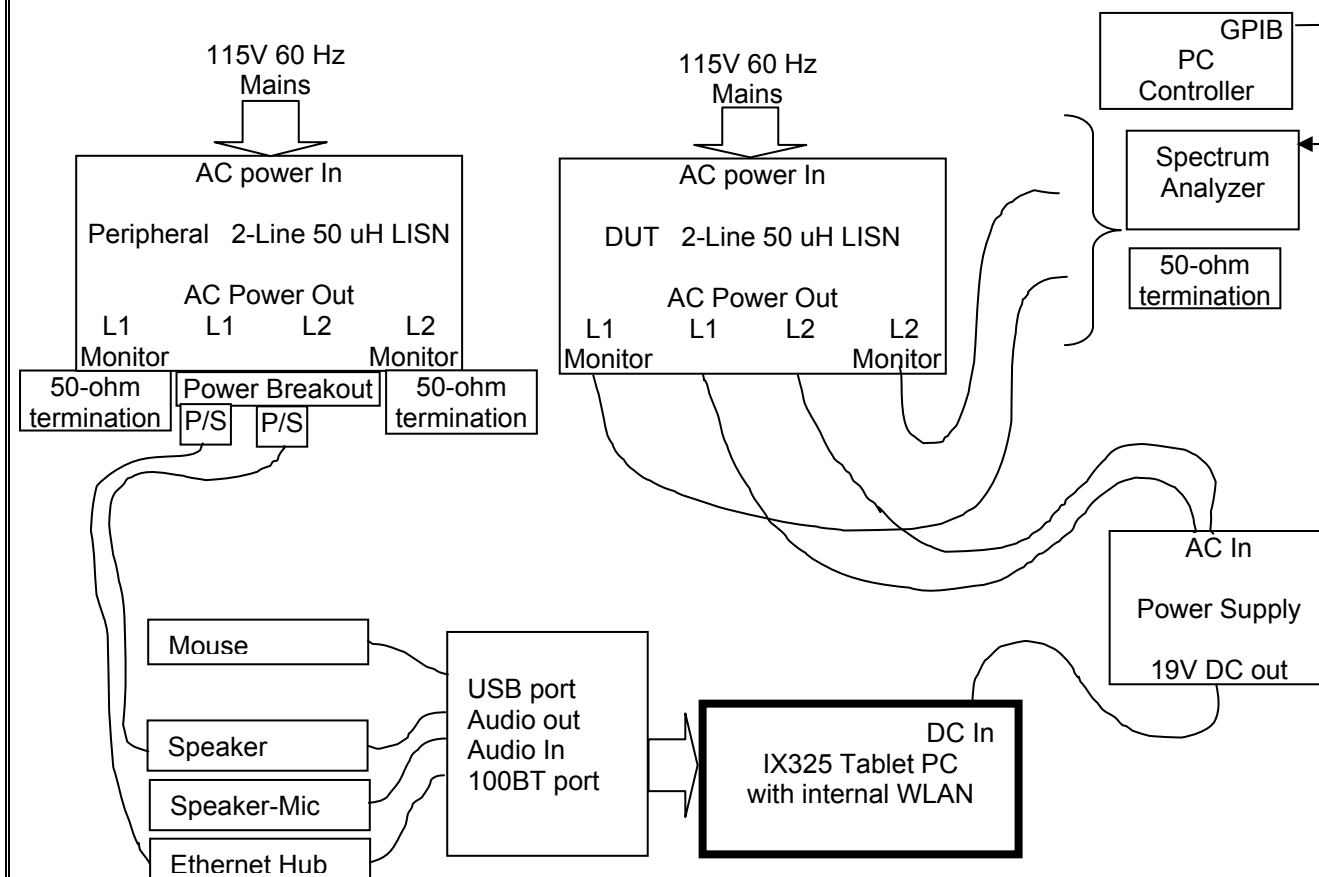 115V 60 Hz
Mains
AC power In
Peripheral 2-Line 50 uH LISN
AC Power Out
L1 L1 L2 L2
Monitor Monitor
50-ohm
termination
Power Breakout
50-ohm
termination
P/S P/S
115V 60 Hz
Mains
AC power In
DUT 2-Line 50 uH LISN
AC Power Out
L1 L1 L2 L2
Monitor Monitor
GPIB
PC
Controller
Spectrum
Analyzer
50-ohm
termination
AC In
Power Supply
19V DC out
Mouse
Speaker
Speaker-Mic
Ethernet Hub
USB port
Audio out
Audio In
100BT port
DC In
IX325 Tablet PC
with internal WLAN